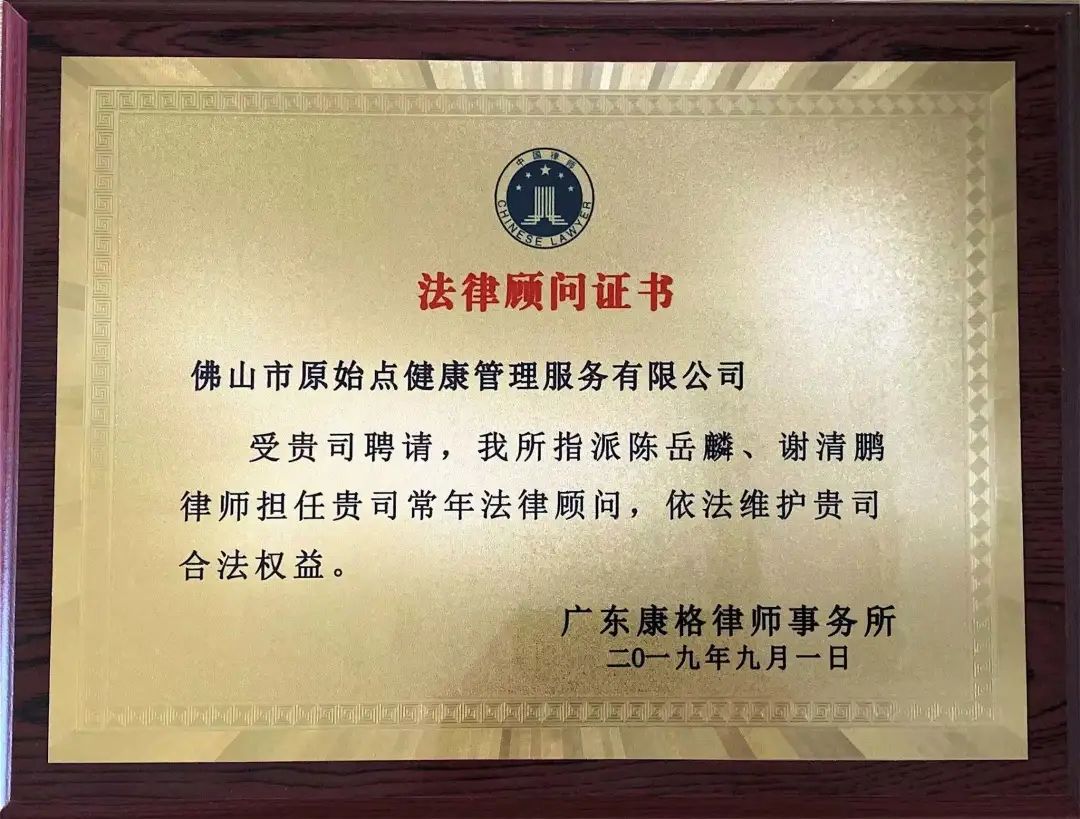 中国律师
CHINESE LAWYER
法律顾问证书
佛山市原始点健康管理服务有限公司
受贵司聘请，我所指派陈岳麟、谢清鹏
律师担任贵司常年法律顾问，依法维护贵司
合法权益。
广东康格律师事务所
二0一九年九月一日